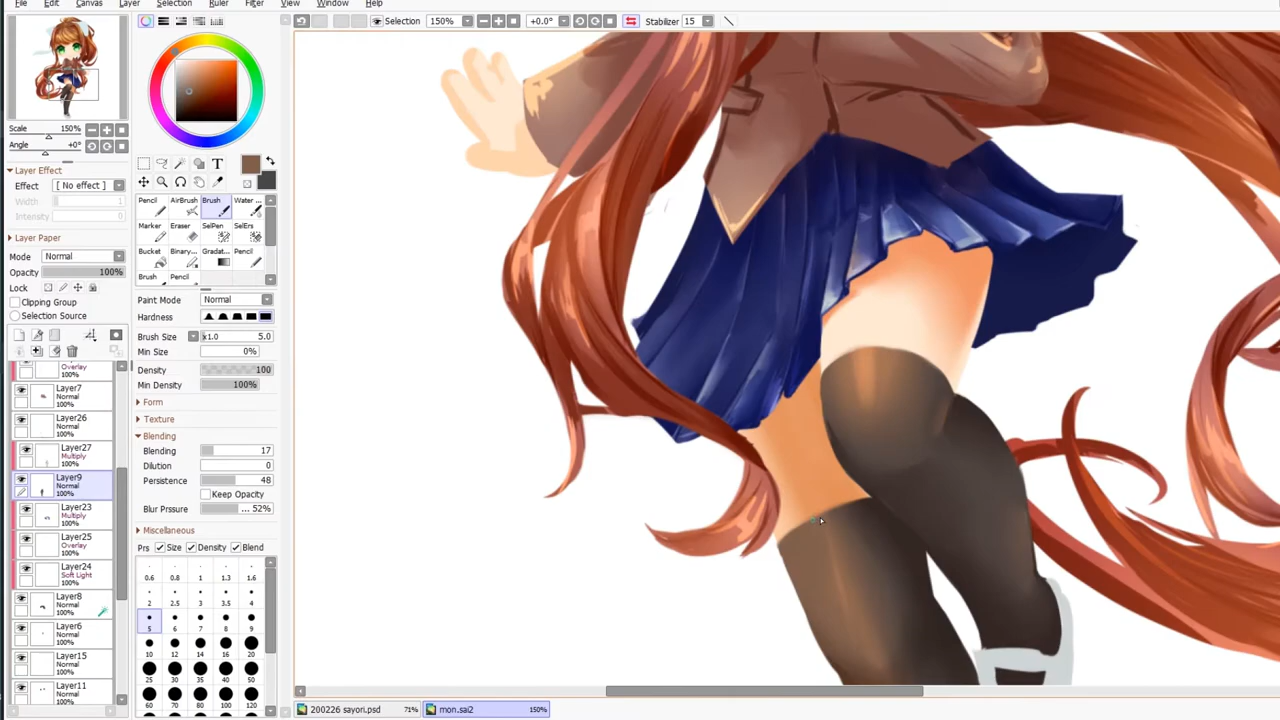 File Edit Canvas Layer Selection Ruler Filter View Window
Selection 150% +0.0° Stabilizer 15
Scale
150%
Angle
+0°
Layer Effect
Effect [ No effect ]
Width 1
Intensity 0
Layer Paper
Mode Normal
Opacity 100%
Lock
Clipping Group
Selection Source
Overlay
100%
Layer7
Normal
100%
Layer26
Normal
100%
Layer27
Multiply
100%
Layer9
Normal
100%
Layer23
Multiply
100%
Layer25
Overlay
100%
Layer24
Soft Light
100%
Layer8
Normal
100%
Layer6
Normal
100%
Layer15
Normal
100%
Layer11
Normal
100%
T
Pencil AirBrush Brush Water ...
Marker Eraser SelPen SelErs
Bucket Binary... Gradat... Pencil
Brush Pencil
Paint Mode Normal
Hardness
Brush Size x1.0 5.0
Min Size 0%
Density 100
Min Density 100%
Form
Texture
Blending
Blending 17
Dilution 0
Persistence 48
Keep Opacity
Blur Prsure ... 52%
Miscellaneous
Prs Size Density Blend
0.6 0.8 1 1.3 1.6
2 2.5 3 3.5 4
5 6 7 8 9
10 12 14 16 20
25 30 35 40 50
60 70 80 100 120
200226 sayori.psd 71% mon.sai2 150%